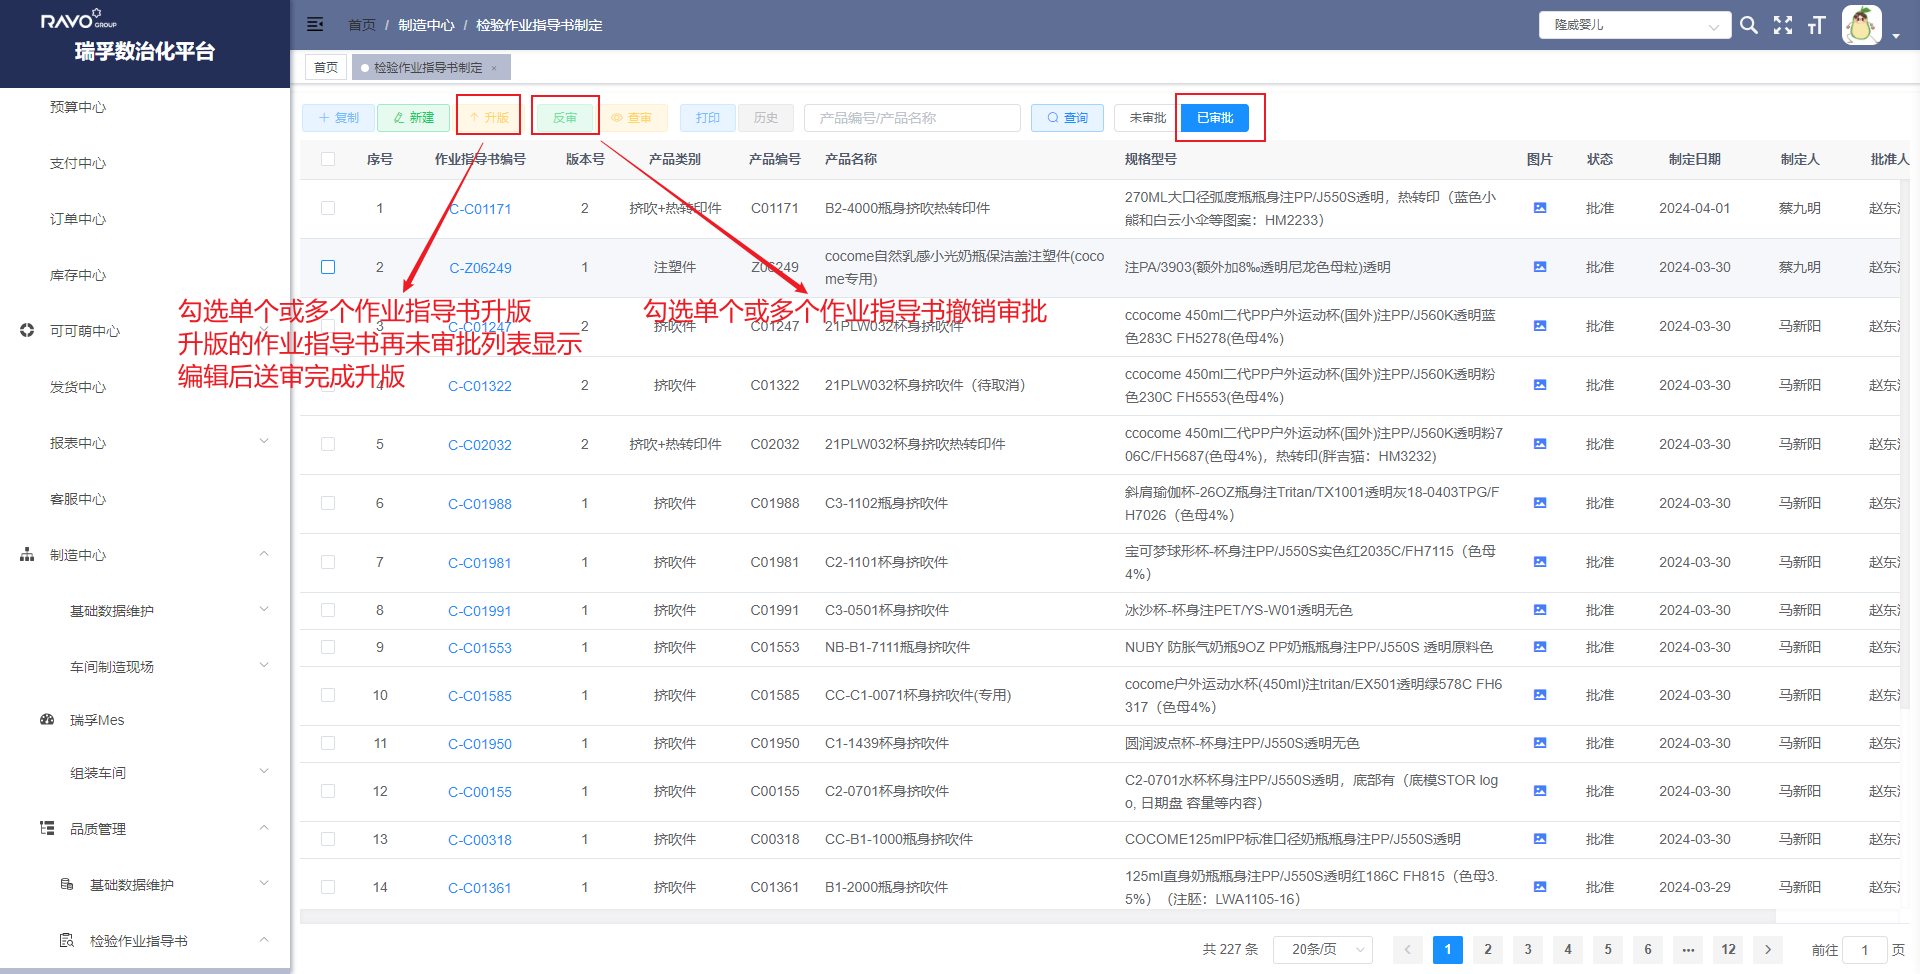 RAVO GROUP
瑞孚数治化平台
首页 / 制造中心 / 检验作业指导书制定
隆威婴儿
首页
检验作业指导书制定 ×
预算中心
支付中心
订单中心
库存中心
可可萌中心
发货中心
报表中心
客服中心
制造中心
基础数据维护
车间制造现场
瑞孚Mes
组装车间
品质管理
基础数据维护
检验作业指导书
复制 新建 升版 反审 查审 打印 历史 产品编号/产品名称 查询 未审批 已审批
序号 作业指导书编号 版本号 产品类别 产品编号 产品名称 规格型号 图片 状态 制定日期 制定人 批准人
1 C-C01171 2 挤吹+热转印件 C01171 B2-4000瓶身挤吹热转印件 270ML大口径弧度瓶瓶身注PP/J550S透明，热转印（蓝色小
熊和白云小伞等图案：HM2233） 批准 2024-04-01 蔡九明 赵东
2 C-Z06249 1 注塑件 Z06249 cocome自然乳感小光奶瓶保洁盖注塑件(coco
me专用) 注PA/3903(额外加8‰透明尼龙色母粒)透明 批准 2024-03-30 蔡九明 赵东
勾选单个或多个作业指导书升版
升版的作业指导书再未审批列表显示
编辑后送审完成升版
勾选单个或多个作业指导书撤销审批
3 C-C01247 2 挤吹件 C01247 21PLW032杯身挤吹件 ccocome 450ml二代PP户外运动杯(国外)注PP/J560K透明蓝
色283C FH5278(色母4%) 批准 2024-03-30 马新阳 赵东
4 C-C01322 2 挤吹件 C01322 21PLW032杯身挤吹件（待取消） ccocome 450ml二代PP户外运动杯(国外)注PP/J560K透明粉
色230C FH5553(色母4%) 批准 2024-03-30 马新阳 赵东
5 C-C02032 2 挤吹+热转印件 C02032 21PLW032杯身挤吹热转印件 ccocome 450ml二代PP户外运动杯(国外)注PP/J560K透明粉7
06C/FH5687(色母4%)，热转印(胖吉猫：HM3232) 批准 2024-03-30 马新阳 赵东
6 C-C01988 1 挤吹件 C01988 C3-1102瓶身挤吹件 斜肩瑜伽杯-26OZ瓶身注Tritan/TX1001透明灰18-0403TPG/F
H7026（色母4%） 批准 2024-03-30 马新阳 赵东
7 C-C01981 1 挤吹件 C01981 C2-1101杯身挤吹件 宝可梦球形杯-杯身注PP/J550S实色红2035C/FH7115（色母
4%） 批准 2024-03-30 马新阳 赵东
8 C-C01991 1 挤吹件 C01991 C3-0501杯身挤吹件 冰沙杯-杯身注PET/YS-W01透明无色 批准 2024-03-30 马新阳 赵东
9 C-C01553 1 挤吹件 C01553 NB-B1-7111瓶身挤吹件 NUBY 防胀气奶瓶9OZ PP奶瓶瓶身注PP/J550S 透明原料色 批准 2024-03-30 马新阳 赵东
10 C-C01585 1 挤吹件 C01585 CC-C1-0071杯身挤吹件(专用) cocome户外运动水杯(450ml)注tritan/EX501透明绿578C FH6
317（色母4%） 批准 2024-03-30 马新阳 赵东
11 C-C01950 1 挤吹件 C01950 C1-1439杯身挤吹件 圆润波点杯-杯身注PP/J550S透明无色 批准 2024-03-30 马新阳 赵东
12 C-C00155 1 挤吹件 C00155 C2-0701杯身挤吹件 C2-0701水杯杯身注PP/J550S透明，底部有（底模STOR log
o, 日期盘 容量等内容） 批准 2024-03-30 马新阳 赵东
13 C-C00318 1 挤吹件 C00318 CC-B1-1000瓶身挤吹件 COCOME125mlPP标准口径奶瓶瓶身注PP/J550S透明 批准 2024-03-30 马新阳 赵东
14 C-C01361 1 挤吹件 C01361 B1-2000瓶身挤吹件 125ml直身奶瓶瓶身注PP/J550S透明红186C FH815（色母3.
5%）（注胚：LWA1105-16） 批准 2024-03-29 马新阳 赵东
共 227 条 20条/页 1 2 3 4 5 6 ··· 12 前往 1 页